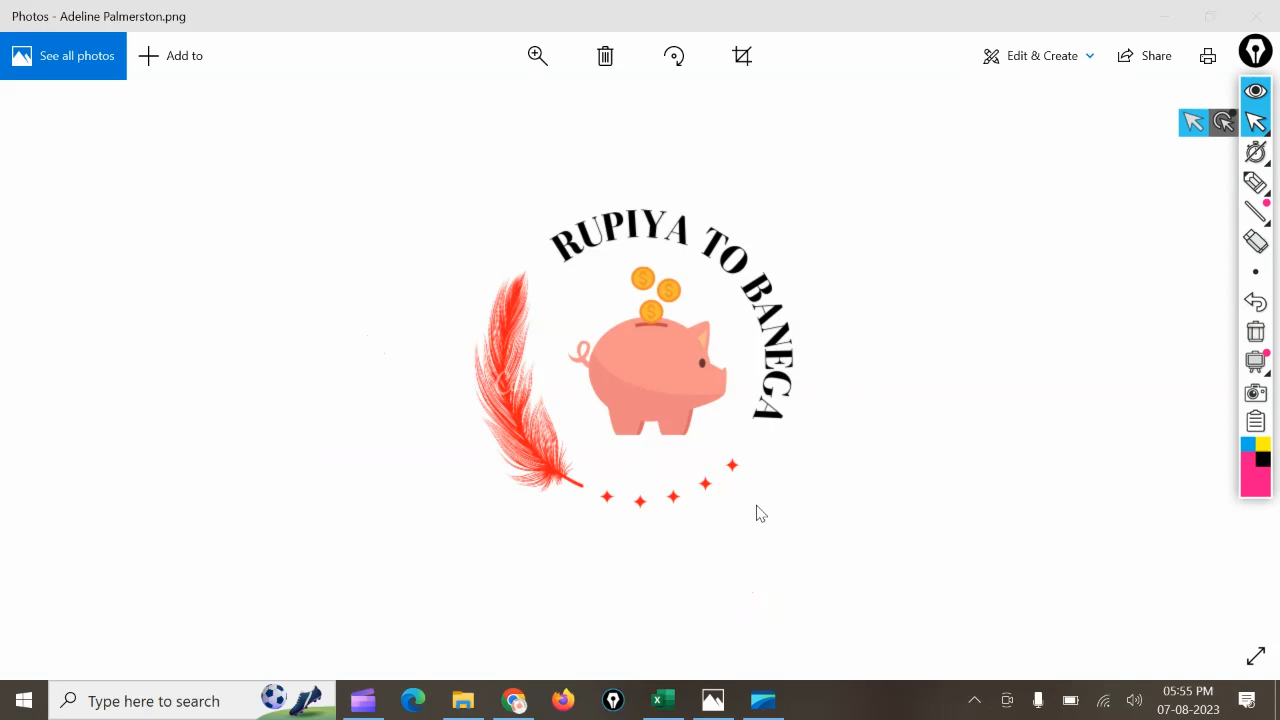 Photos - Adeline Palmerston.png
See all photos
Add to
Edit & Create
Share
RUPIYA TO BANEGA
Type here to search
05:55 PM
07-08-2023